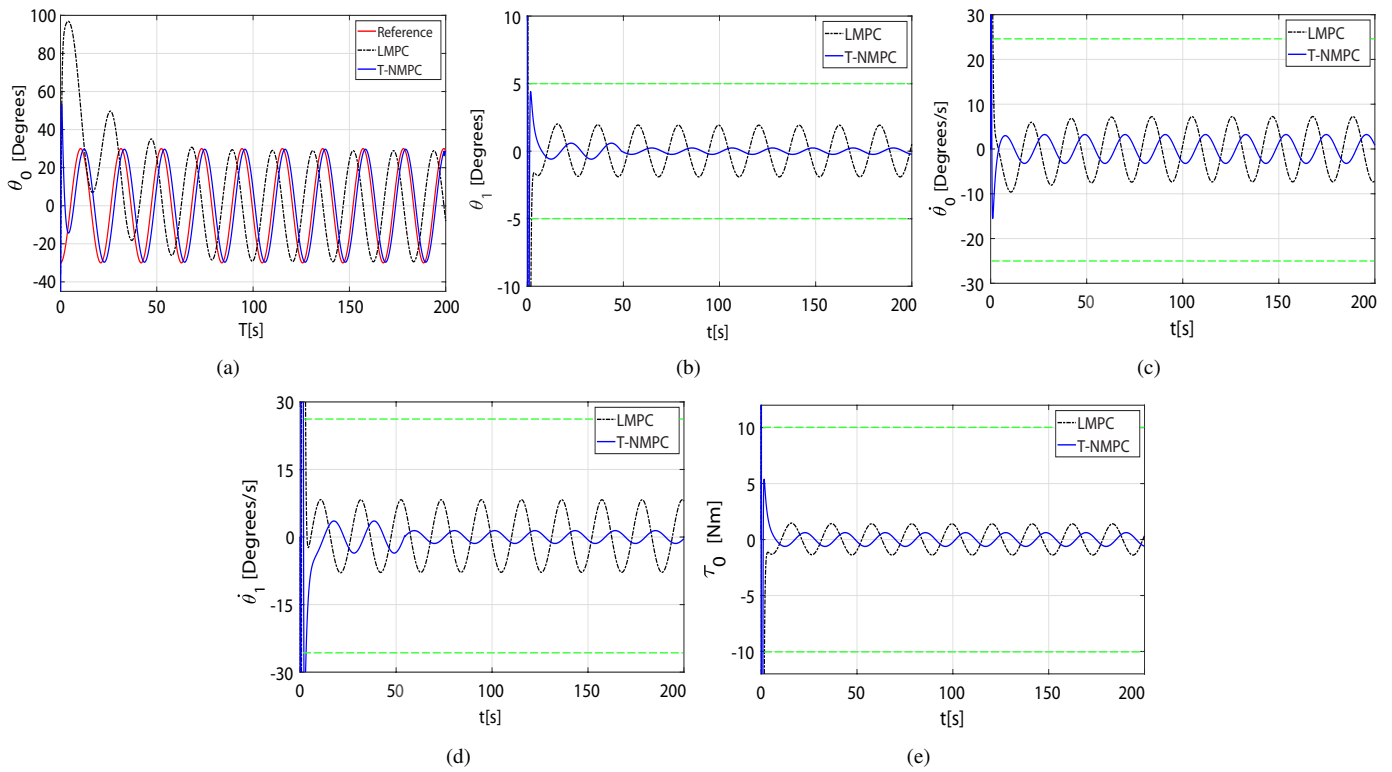 100
80
60
40
20
0
-20
-40
0
50
100
150
200
θ₀ [Degrees]
T[s]
Reference
LMPC
T-NMPC
(a)
10
5
0
-5
-10
0
50
100
150
200
θ₁ [Degrees]
t[s]
LMPC
T-NMPC
(b)
30
20
10
0
-10
-20
-30
0
50
100
150
200
θ̇₀ [Degrees/s]
t[s]
LMPC
T-NMPC
(c)
30
15
0
-15
-30
0
50
100
150
200
θ̇₁ [Degrees/s]
t[s]
LMPC
T-NMPC
(d)
10
5
0
-5
-10
0
50
100
150
200
τ₀ [Nm]
t[s]
LMPC
T-NMPC
(e)